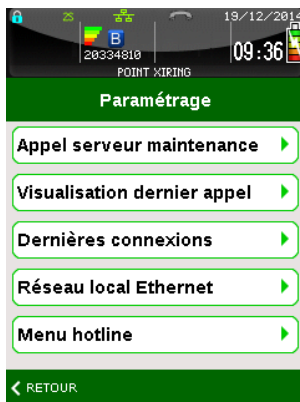 2S 19/12/2014
B
20334810 09:36
POINT XIRING
Paramétrage
Appel serveur maintenance
Visualisation dernier appel
Dernières connexions
Réseau local Ethernet
Menu hotline
RETOUR